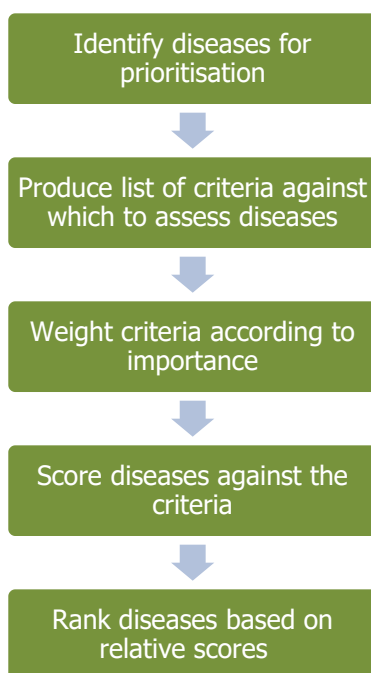 Identify diseases for
prioritisation
Produce list of criteria against
which to assess diseases
Weight criteria according to
importance
Score diseases against the
criteria
Rank diseases based on
relative scores